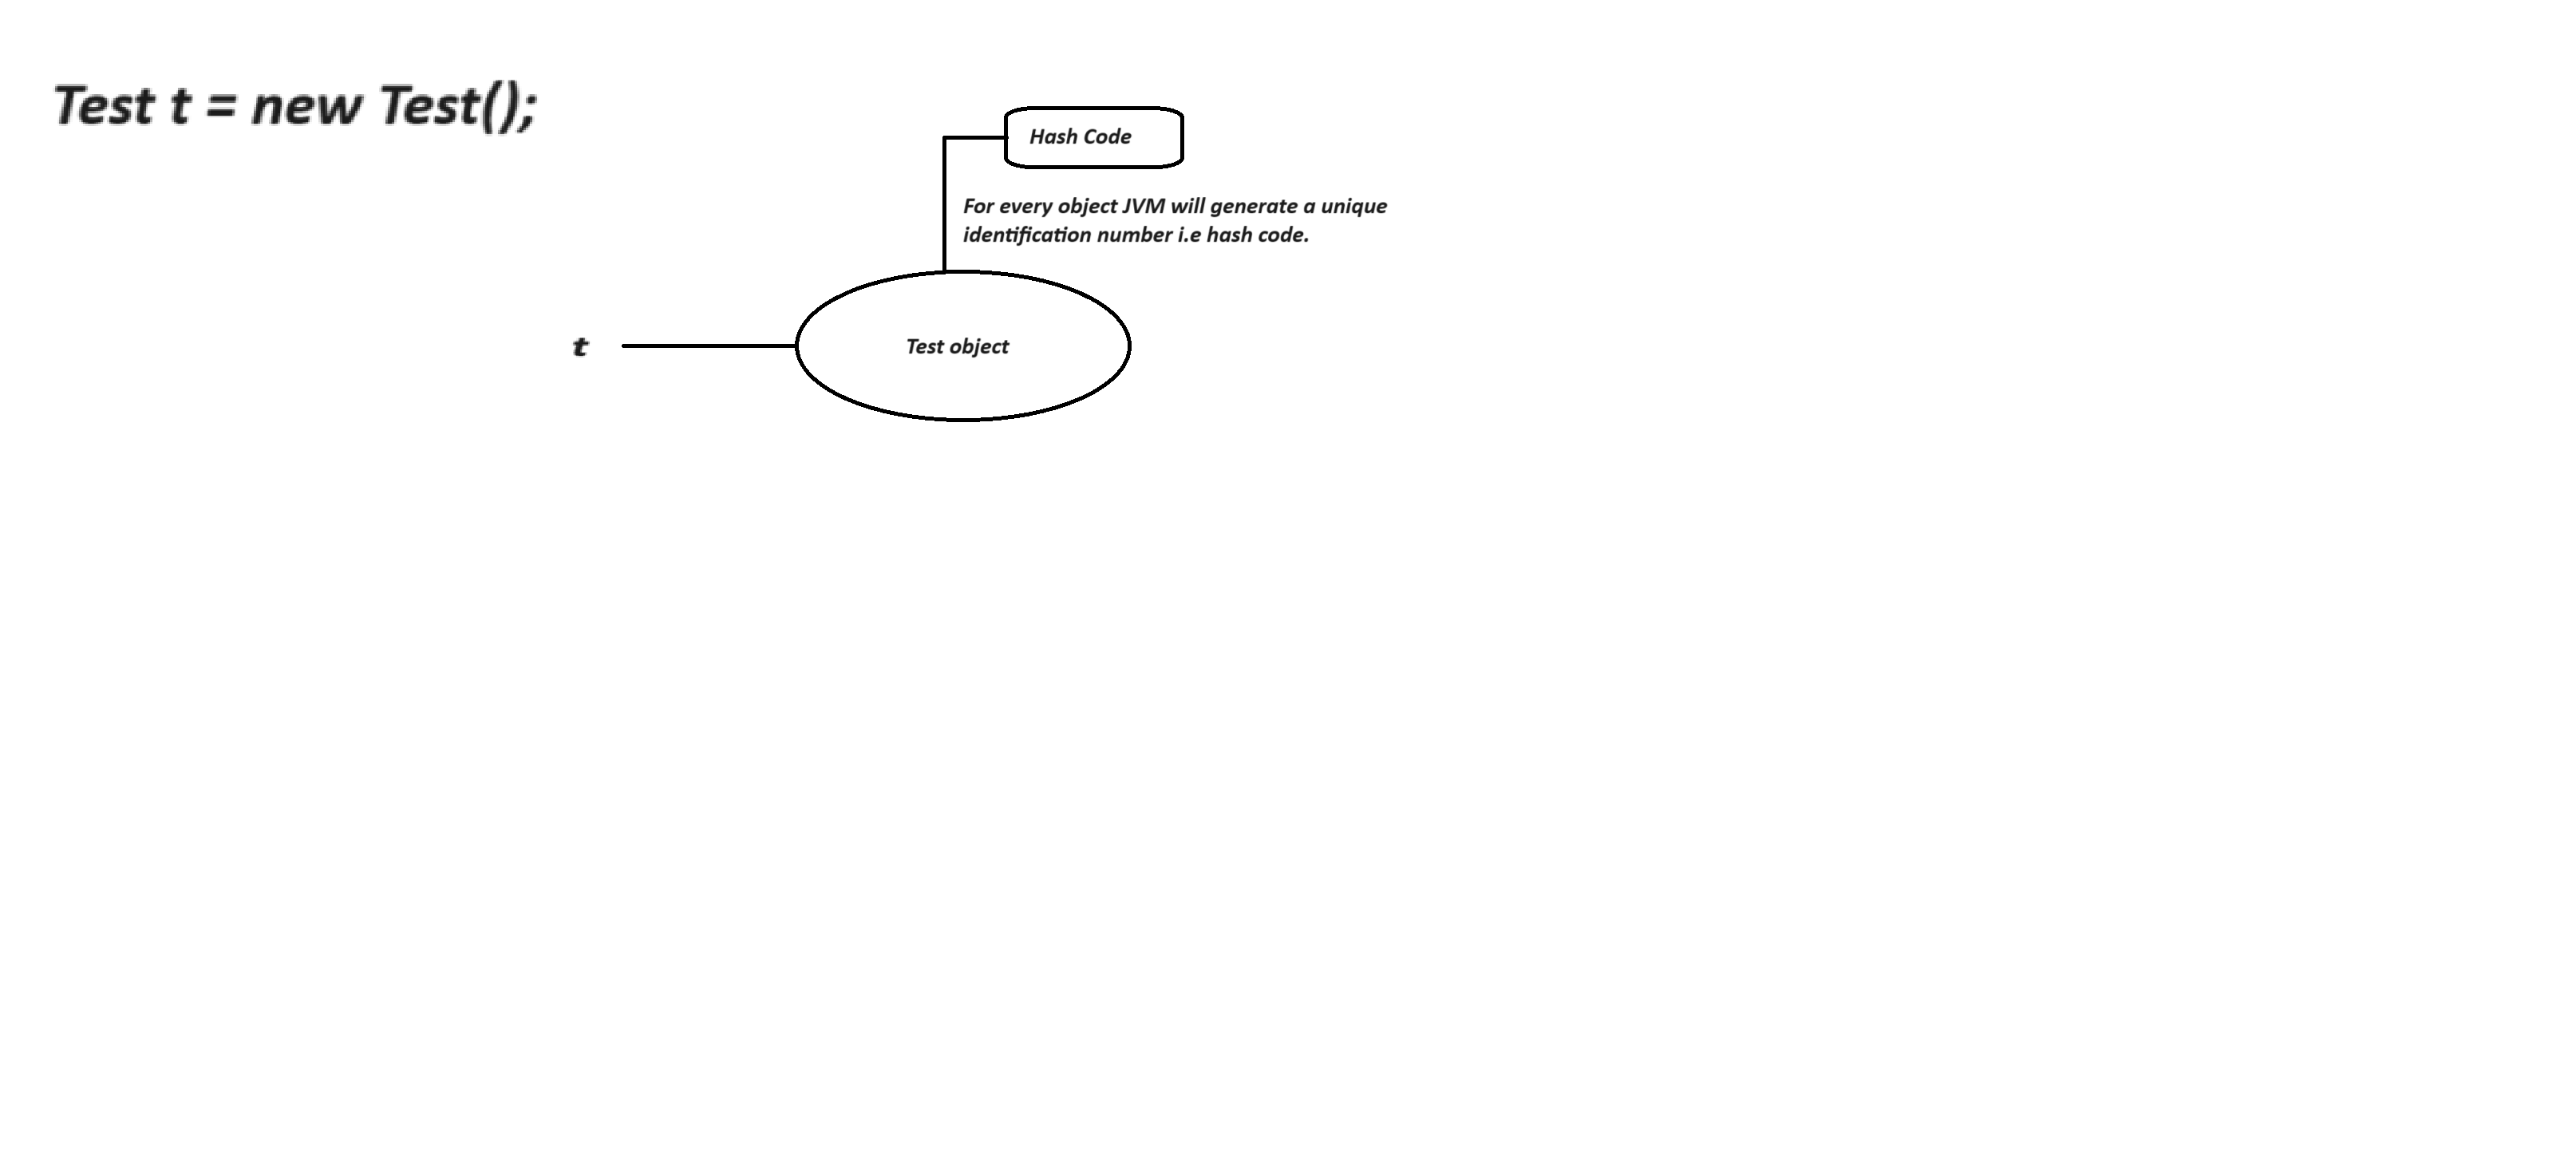 Test t = new Test();
Hash Code
For every object JVM will generate a unique
identification number i.e hash code.
t
Test object